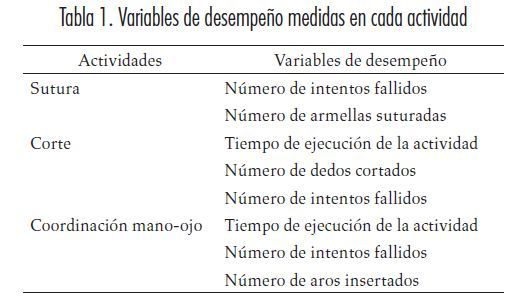 Tabla 1. Variables de desempeño medidas en cada actividad
Actividades Variables de desempeño
Sutura Número de intentos fallidos
Número de armellas suturadas
Corte Tiempo de ejecución de la actividad
Número de dedos cortados
Número de intentos fallidos
Coordinación mano-ojo Tiempo de ejecución de la actividad
Número de intentos fallidos
Número de aros insertados